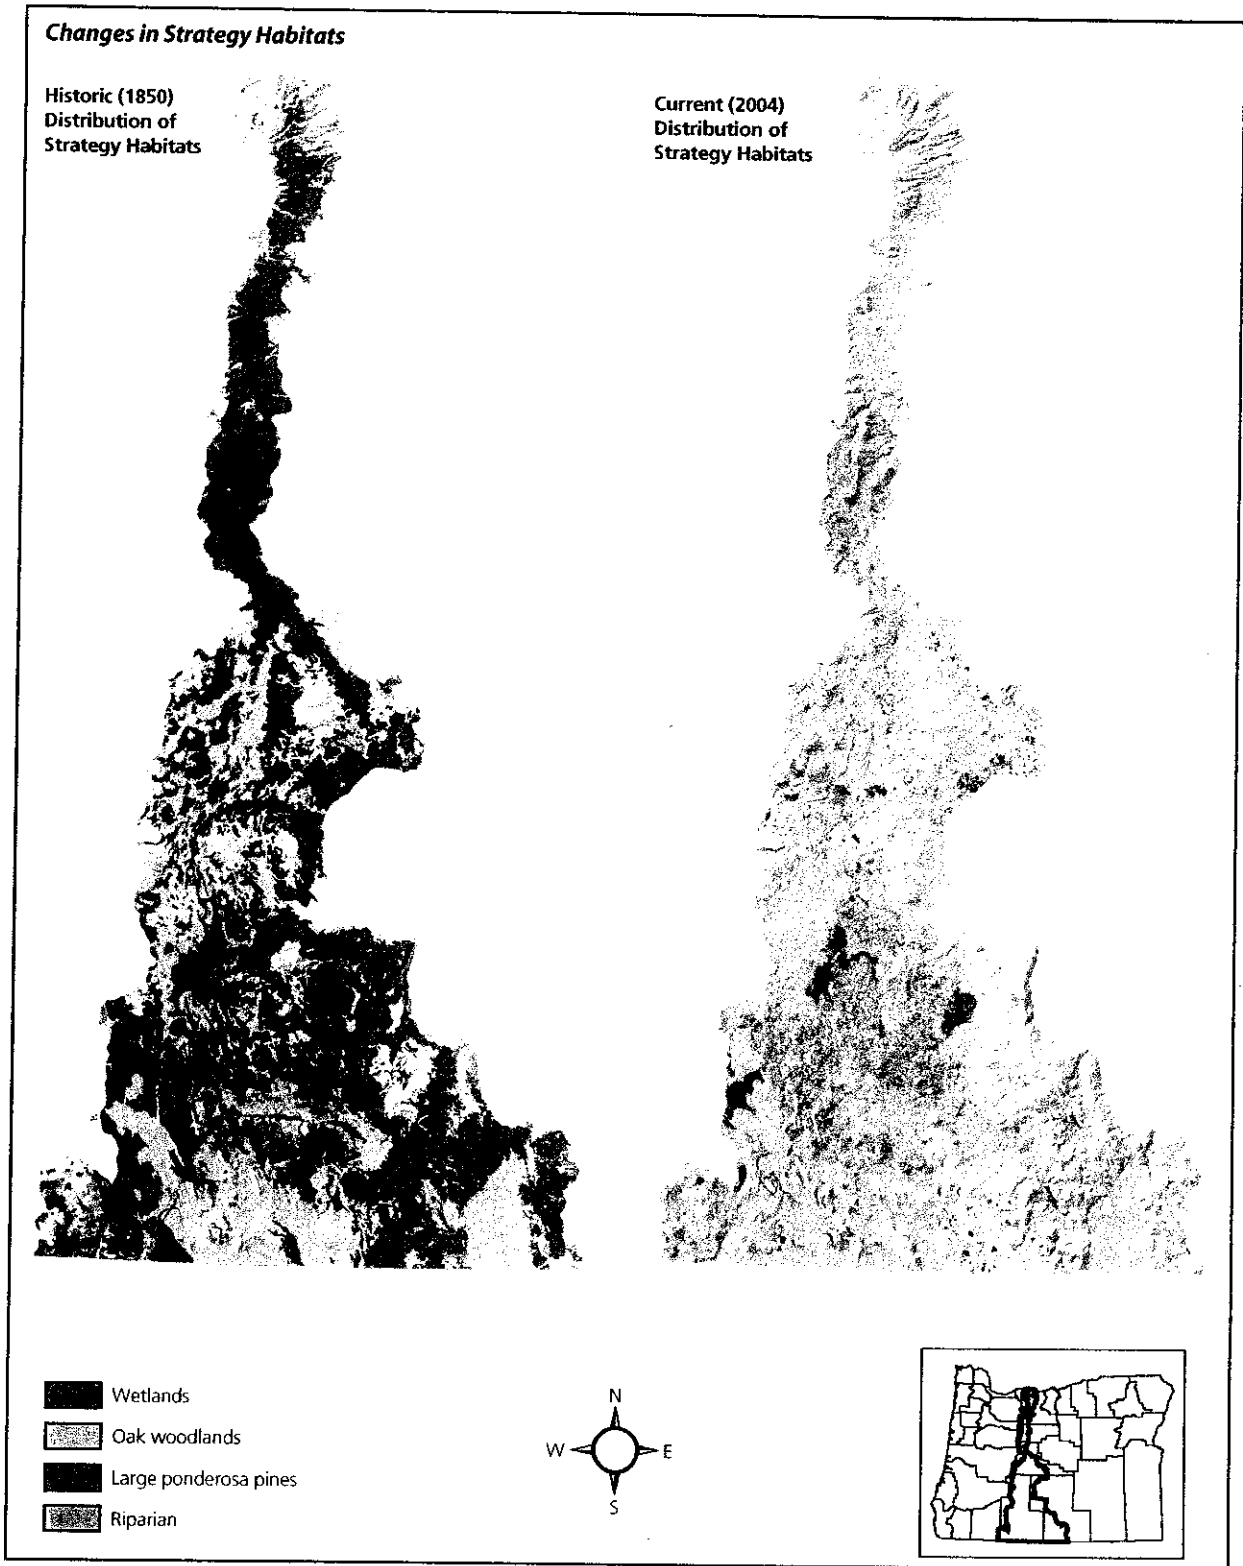 Changes in Strategy Habitats
Historic (1850)
Distribution of
Strategy Habitats
Current (2004)
Distribution of
Strategy Habitats
Wetlands
Oak woodlands
Large ponderosa pines
Riparian
N
W
E
S